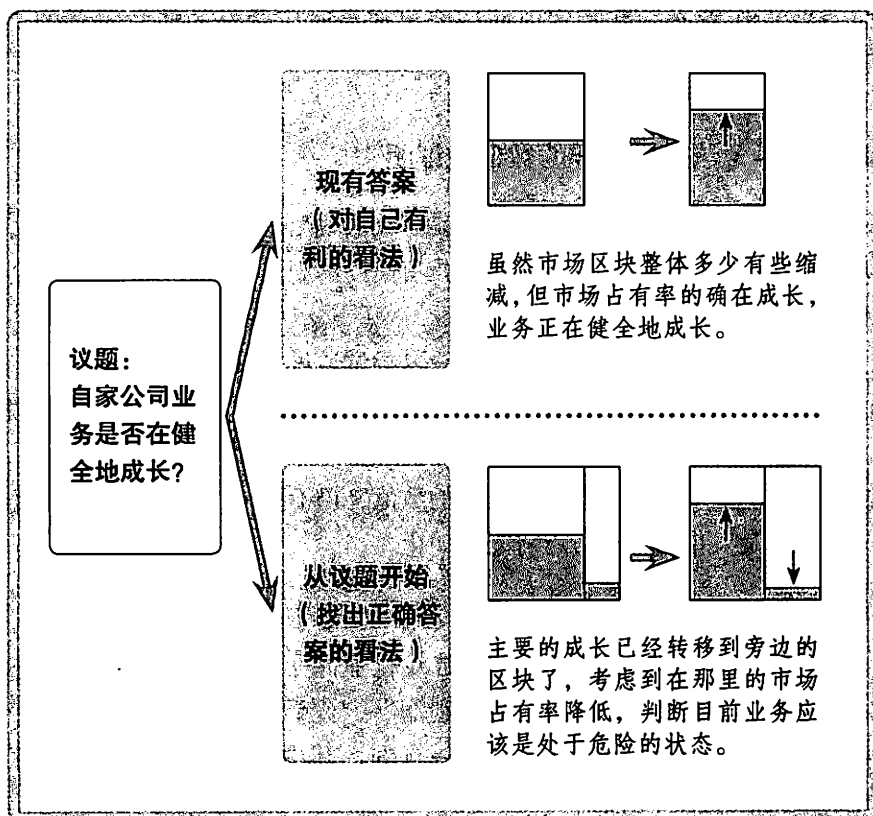 议题：
自家公司业
务是否在健
全地成长？
现有答案
（对自己有
利的看法）
虽然市场区块整体多少有些缩
减，但市场占有率的确在成长，
业务正在健全地成长。
从议题开始
（找出正确答
案的看法）
主要的成长已经转移到旁边的
区块了，考虑到在那里的市场
占有率降低，判断目前业务应
该是处于危险的状态。